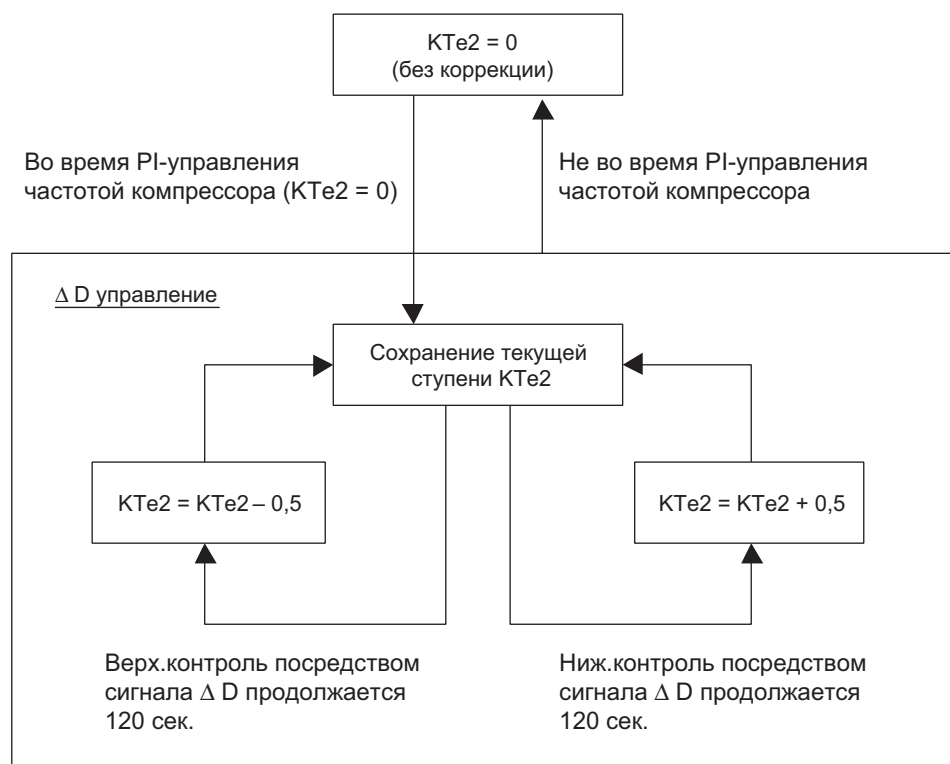 KTe2 = 0
(без коррекции)
Во время PI-управления
частотой компрессора (KTe2 = 0)
Не во время PI-управления
частотой компрессора
Δ D управление
Сохранение текущей
ступени KTe2
KTe2 = KTe2 – 0,5
KTe2 = KTe2 + 0,5
Верх.контроль посредством
сигнала Δ D продолжается
120 сек.
Ниж.контроль посредством
сигнала Δ D продолжается
120 сек.